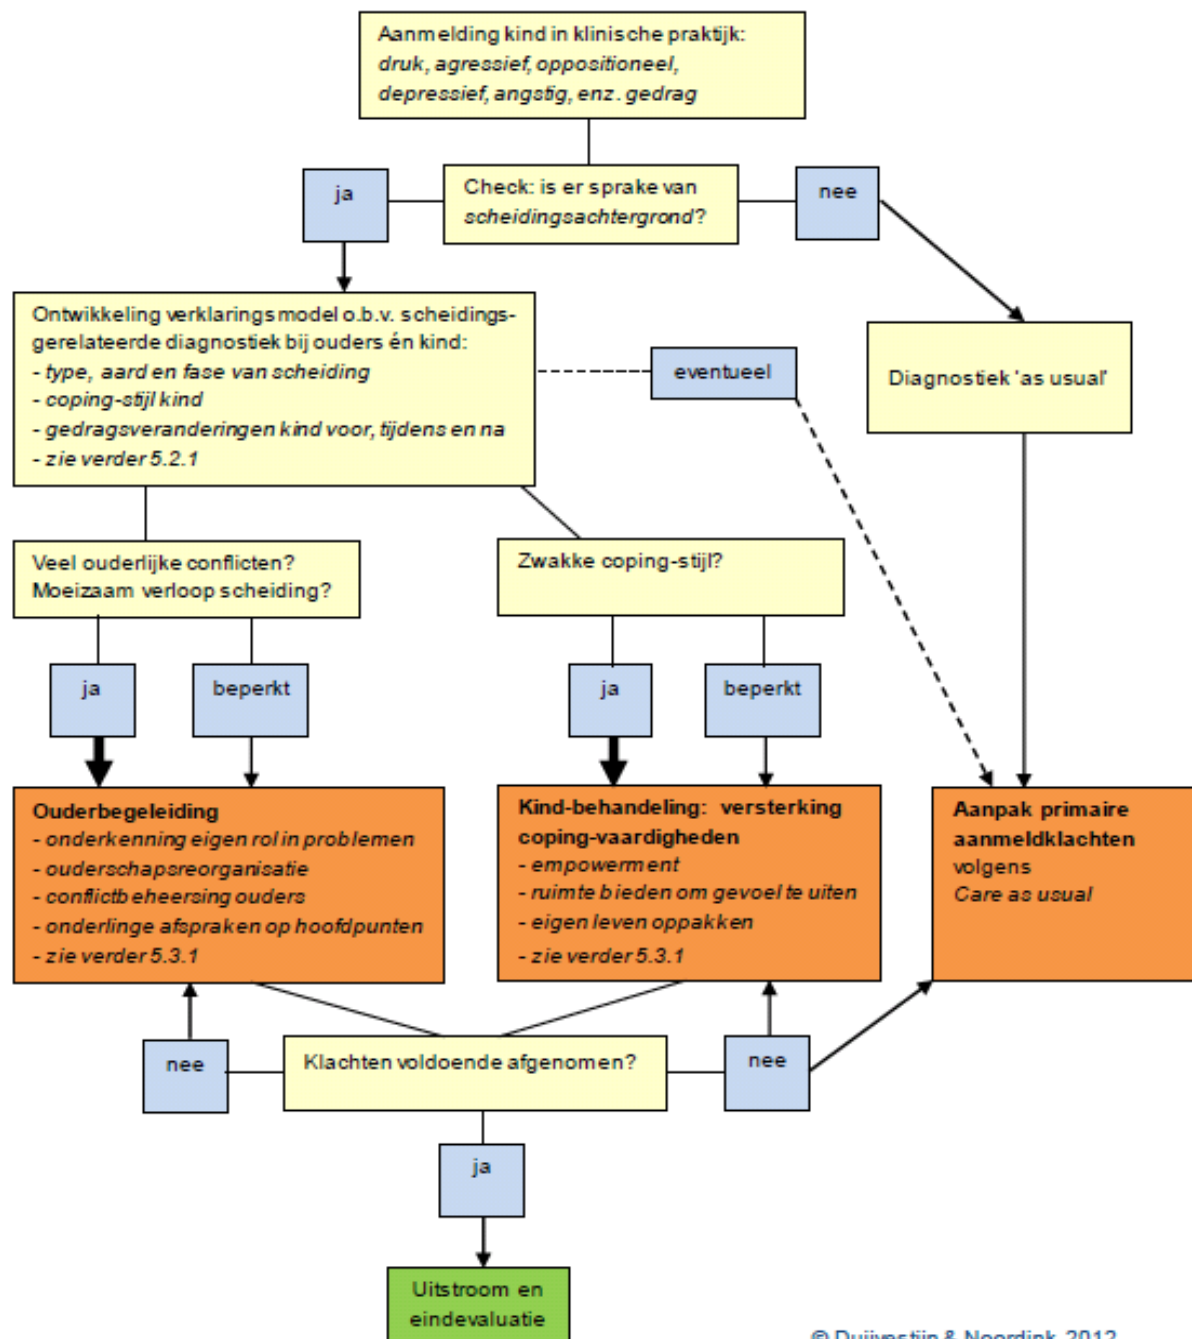 Aanmelding kind in klinische praktijk:
druk, agressief, oppositioneel,
depressief, angstig, enz. gedrag
ja
Check: is er sprake van
scheidingsachtergrond?
nee
Ontwikkeling verklaringsmodel o.b.v. scheidings-
gerelateerde diagnostiek bij ouders én kind:
- type, aard en fase van scheiding
- coping-stijl kind
- gedragsveranderingen kind voor, tijdens en na
- zie verder 5.2.1
eventueel
Diagnostiek 'as usual'
Veel ouderlijke conflicten?
Moeizaam verloop scheiding?
Zwakke coping-stijl?
ja
beperkt
ja
beperkt
Ouderbegeleiding
- onderkenning eigen rol in problemen
- ouderschapsreorganisatie
- conflictbeheersing ouders
- onderlinge afspraken op hoofdpunten
- zie verder 5.3.1
Kind-behandeling: versterking
coping-vaardigheden
- empowerment
- ruimte bieden om gevoel te uiten
- eigen leven oppakken
- zie verder 5.3.1
Aanpak primaire
aanmeldklachten
volgens
Care as usual
nee
Klachten voldoende afgenomen?
nee
ja
Uitstroom en
eindevaluatie
© Duijvestijn & Noordink 2012